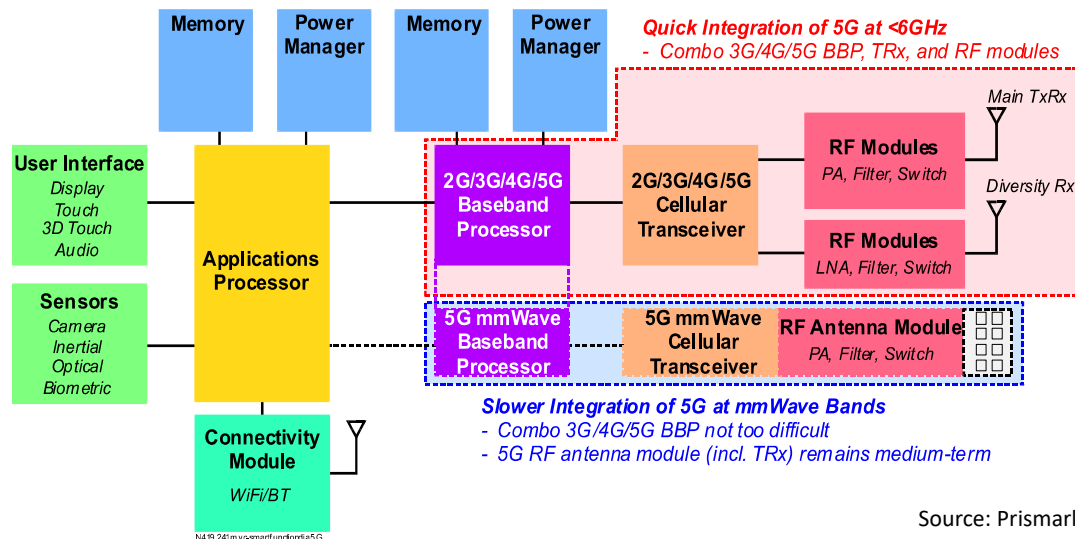 Memory
Power
Manager
Memory
Power
Manager
Quick Integration of 5G at <6GHz
- Combo 3G/4G/5G BBP, TRx, and RF modules
Main TxRx
User Interface
Display
Touch
3D Touch
Audio
Applications
Processor
2G/3G/4G/5G
Baseband
Processor
2G/3G/4G/5G
Cellular
Transceiver
RF Modules
PA, Filter, Switch
Diversity Rx
RF Modules
LNA, Filter, Switch
Sensors
Camera
Inertial
Optical
Biometric
5G mmWave
Baseband
Processor
5G mmWave
Cellular
Transceiver
RF Antenna Module
PA, Filter, Switch
Slower Integration of 5G at mmWave Bands
- Combo 3G/4G/5G BBP not too difficult
- 5G RF antenna module (incl. TRx) remains medium-term
Connectivity
Module
WiFi/BT
Source: Prismark